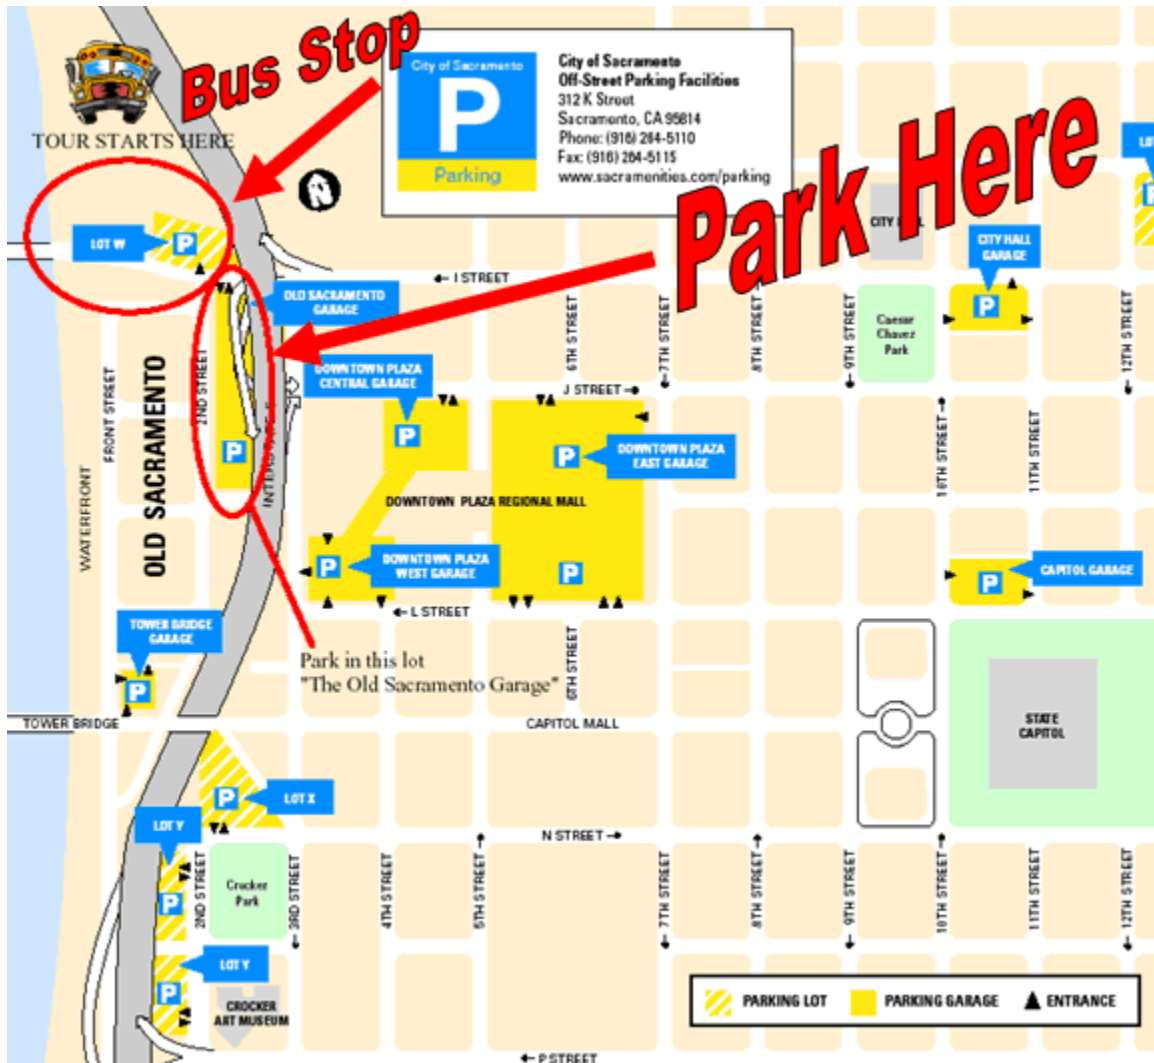 Bus Stop
TOUR STARTS HERE
City of Sacramento
P
Parking
City of Sacramento
Off-Street Parking Facilities
312 K Street
Sacramento, CA 95814
Phone: (916) 264-5110
Fax: (916) 264-5115
www.sacramenities.com/parking
Park Here
N
LOT W
P
CITY HALL
CITY HALL
GARAGE
P
P
I STREET
OLD SACRAMENTO
GARAGE
6TH STREET
7TH STREET
8TH STREET
9TH STREET
Caesar
Chavez
Park
12TH STREET
DOWNTOWN PLAZA
CENTRAL GARAGE
J STREET
P
WATERFRONT
FRONT STREET
OLD SACRAMENTO
2ND STREET
P
P
DOWNTOWN PLAZA
EAST GARAGE
10TH STREET
11TH STREET
DOWNTOWN PLAZA REGIONAL MALL
P
DOWNTOWN PLAZA
WEST GARAGE
P
P
CAPITOL GARAGE
L STREET
TOWER BRIDGE
GARAGE
P
Park in this lot
"The Old Sacramento Garage"
6TH STREET
TOWER BRIDGE
CAPITOL MALL
STATE
CAPITOL
P
LOT X
LOT Y
N STREET
P
2ND STREET
Crocker
Park
3RD STREET
4TH STREET
5TH STREET
7TH STREET
8TH STREET
9TH STREET
10TH STREET
11TH STREET
12TH STREET
LOT Y
P
CROCKER
ART MUSEUM
PARKING LOT
PARKING GARAGE
ENTRANCE
P STREET